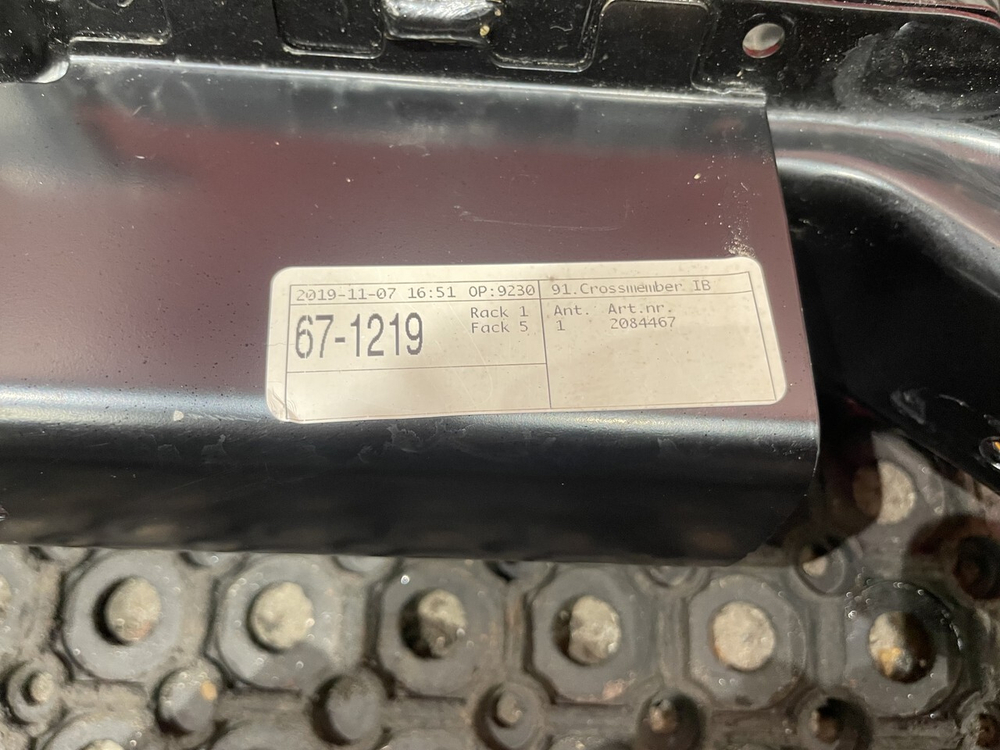 2019-11-07 16:51 OP:9230
67-1219
Rack 1
Fack 5
91.Crossmember IB
Ant. Art.nr.
1 2084467